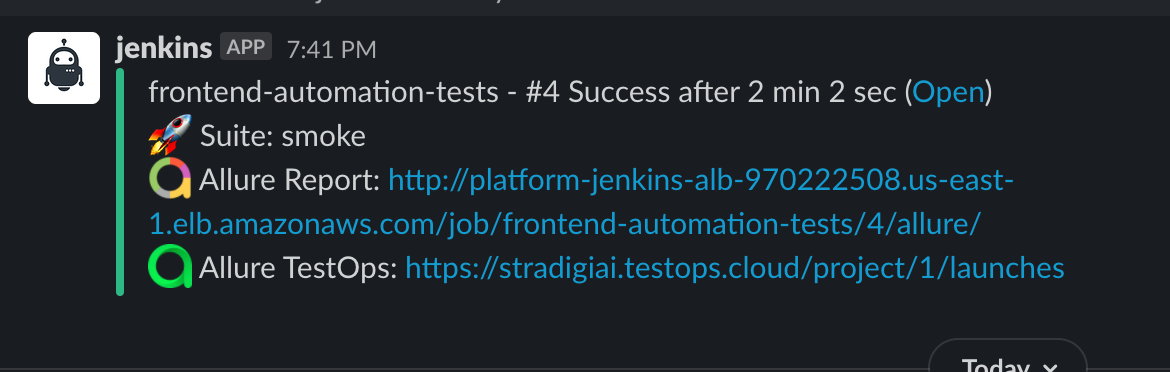 jenkins APP 7:41 PM
frontend-automation-tests - #4 Success after 2 min 2 sec (Open)
Suite: smoke
Allure Report: http://platform-jenkins-alb-970222508.us-east-
1.elb.amazonaws.com/job/frontend-automation-tests/4/allure/
Allure TestOps: https://stradigiai.testops.cloud/project/1/launches
Today